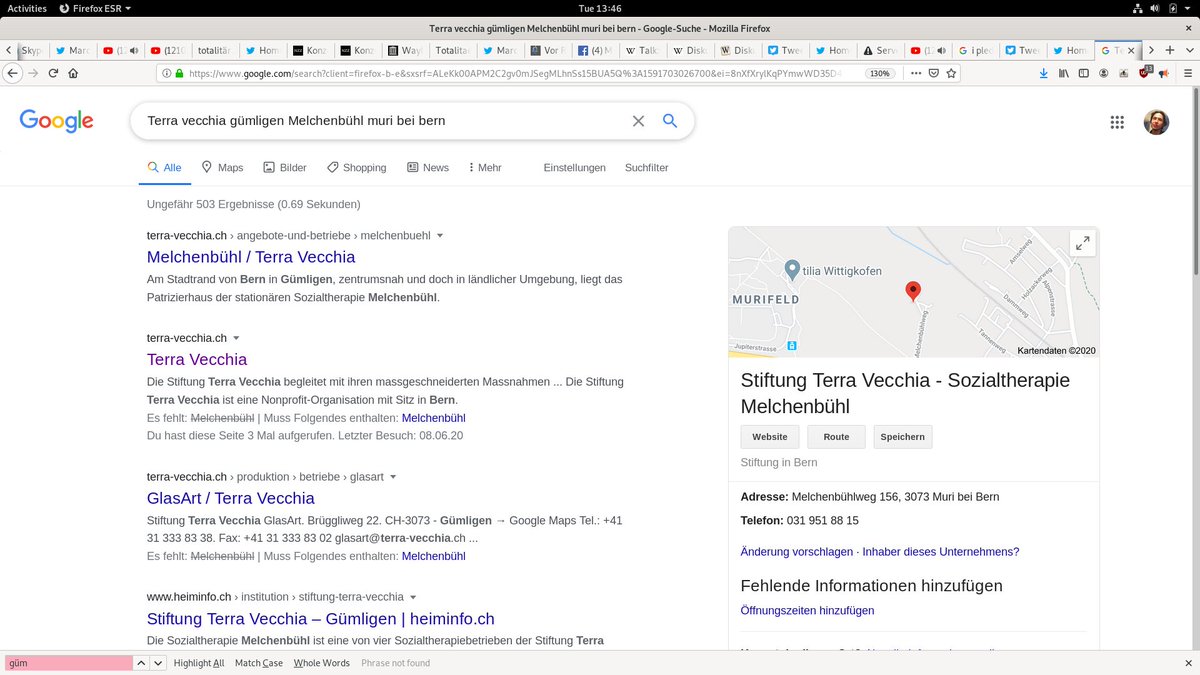 Activities Firefox ESR Tue 13:46
Terra vecchia gümligen Melchenbühl muri bei bern - Google-Suche - Mozilla Firefox
Skyp Mar (1) (121( totalitär Hom Konz Konz Way Totalita Marc Vor F (4) M Talk: Disku Disku Twee Hom Serv (1) i pled Twee Hom Te
https://www.google.com/search?client=firefox-b-e&sxsrf= 130%
Google
Terra vecchia gümligen Melchenbühl muri bei bern
Alle Maps Bilder Shopping News Mehr Einstellungen Suchfilter
Ungefähr 503 Ergebnisse (0.69 Sekunden)
terra-vecchia.ch › angebote-und-betriebe › melchenbuehl
Melchenbühl / Terra Vecchia
Am Stadtrand von Bern in Gümligen, zentrumsnah und doch in ländlicher Umgebung, liegt das
Patrizierhaus der stationären Sozialtherapie Melchenbühl.
terra-vecchia.ch
Terra Vecchia
Die Stiftung Terra Vecchia begleitet mit ihren massgeschneiderten Massnahmen ... Die Stiftung
Terra Vecchia ist eine Nonprofit-Organisation mit Sitz in Bern.
Es fehlt: Melchenbühl | Muss Folgendes enthalten: Melchenbühl
Du hast diese Seite 3 Mal aufgerufen. Letzter Besuch: 08.06.20
terra-vecchia.ch › produktion › betriebe › glasart
GlasArt / Terra Vecchia
Stiftung Terra Vecchia GlasArt. Brüggliweg 22. CH-3073 - Gümligen → Google Maps Tel.: +41
31 333 83 38. Fax: +41 31 333 83 02 glasart@terra-vecchia.ch ...
Es fehlt: Melchenbühl | Muss Folgendes enthalten: Melchenbühl
www.heiminfo.ch › institution › stiftung-terra-vecchia
Stiftung Terra Vecchia – Gümligen | heiminfo.ch
Die Sozialtherapie Melchenbühl ist eine von vier Sozialtherapiebetrieben der Stiftung Terra
tilia Wittigkofen
MURIFELD
Jupiterstrasse
Melchenbühlweg
Amselweg
Holzackerweg
Alpenstrasse
Dammweg
Tannenweg
Kartendaten ©2020
Stiftung Terra Vecchia - Sozialtherapie
Melchenbühl
Website Route Speichern
Stiftung in Bern
Adresse: Melchenbühlweg 156, 3073 Muri bei Bern
Telefon: 031 951 88 15
Änderung vorschlagen · Inhaber dieses Unternehmens?
Fehlende Informationen hinzufügen
Öffnungszeiten hinzufügen
güm Highlight All Match Case Whole Words Phrase not found